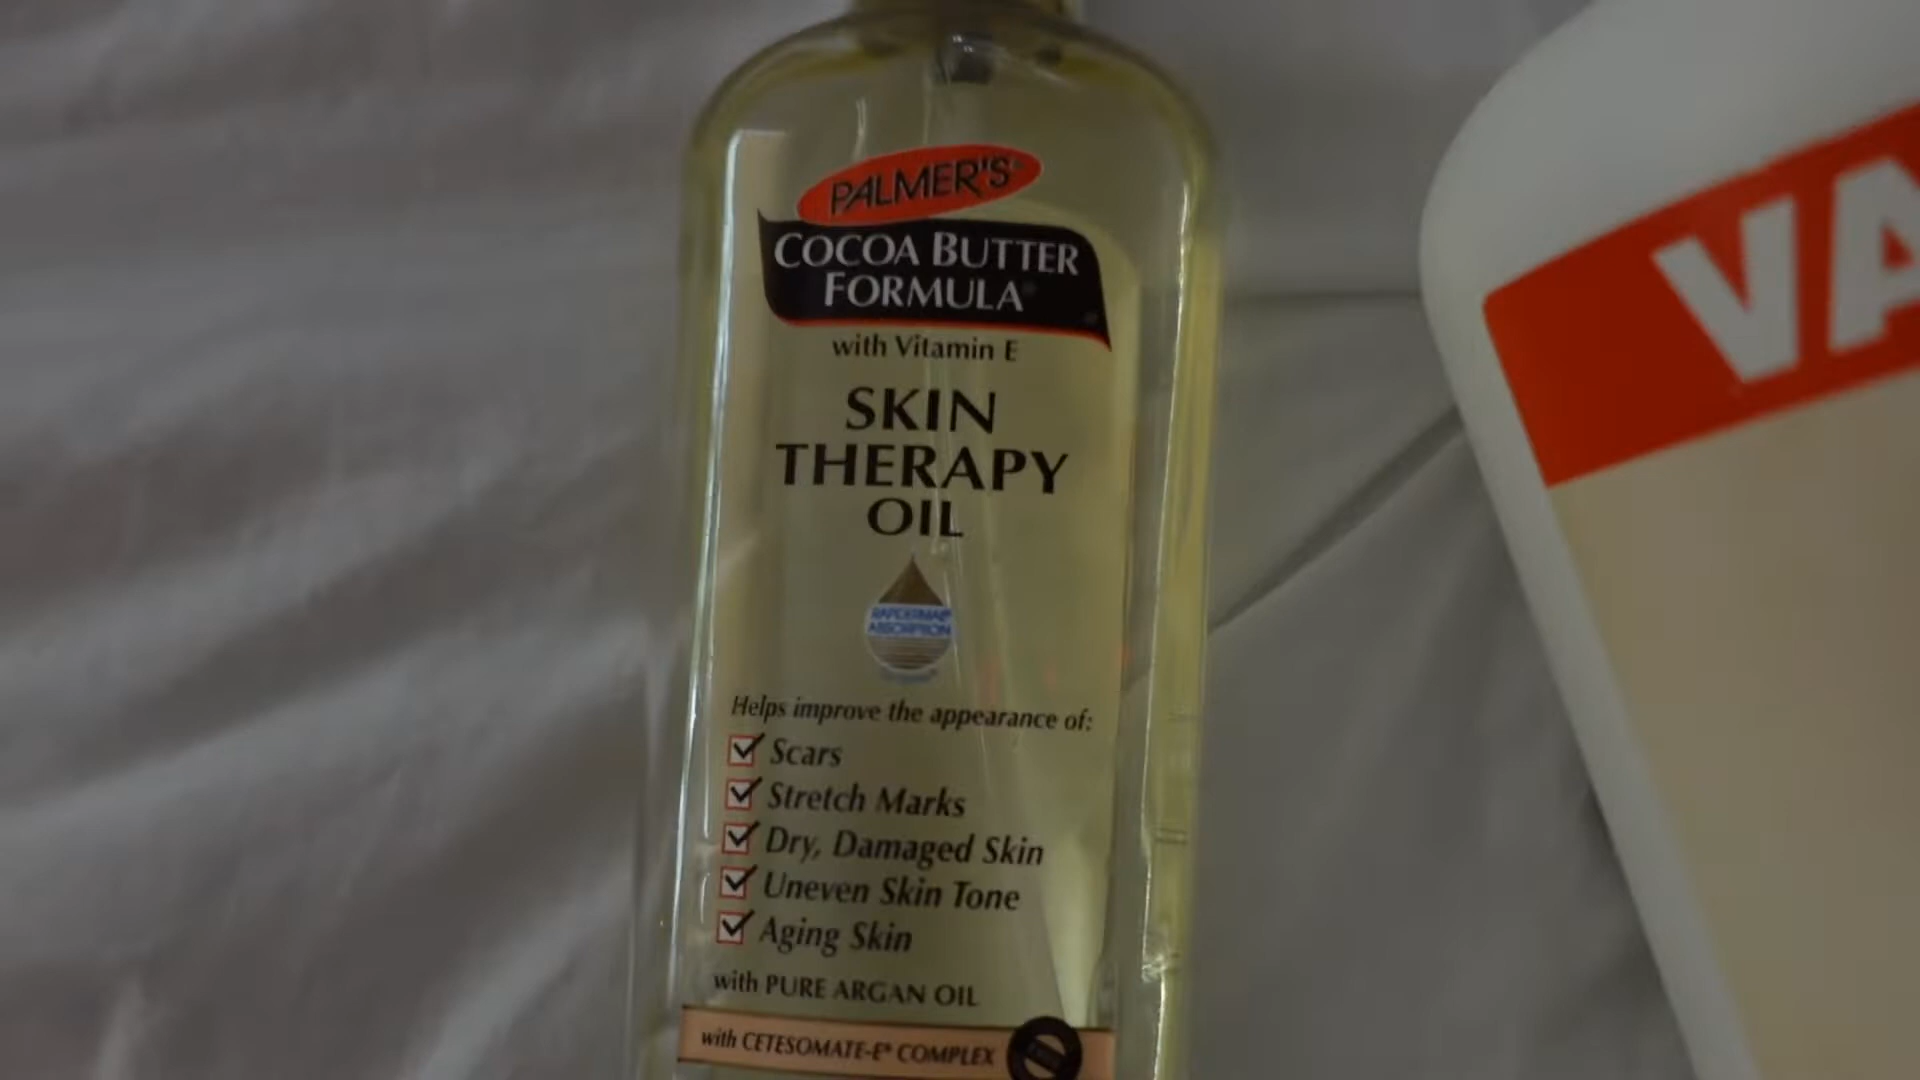 PALMER'S
COCOA BUTTER
FORMULA®
with Vitamin E
SKIN
THERAPY
OIL
ABSORPTION
Helps improve the appearance of:
Scars
Stretch Marks
Dry, Damaged Skin
Uneven Skin Tone
Aging Skin
with PURE ARGAN OIL
with CETESOMATE-E® COMPLEX
VA